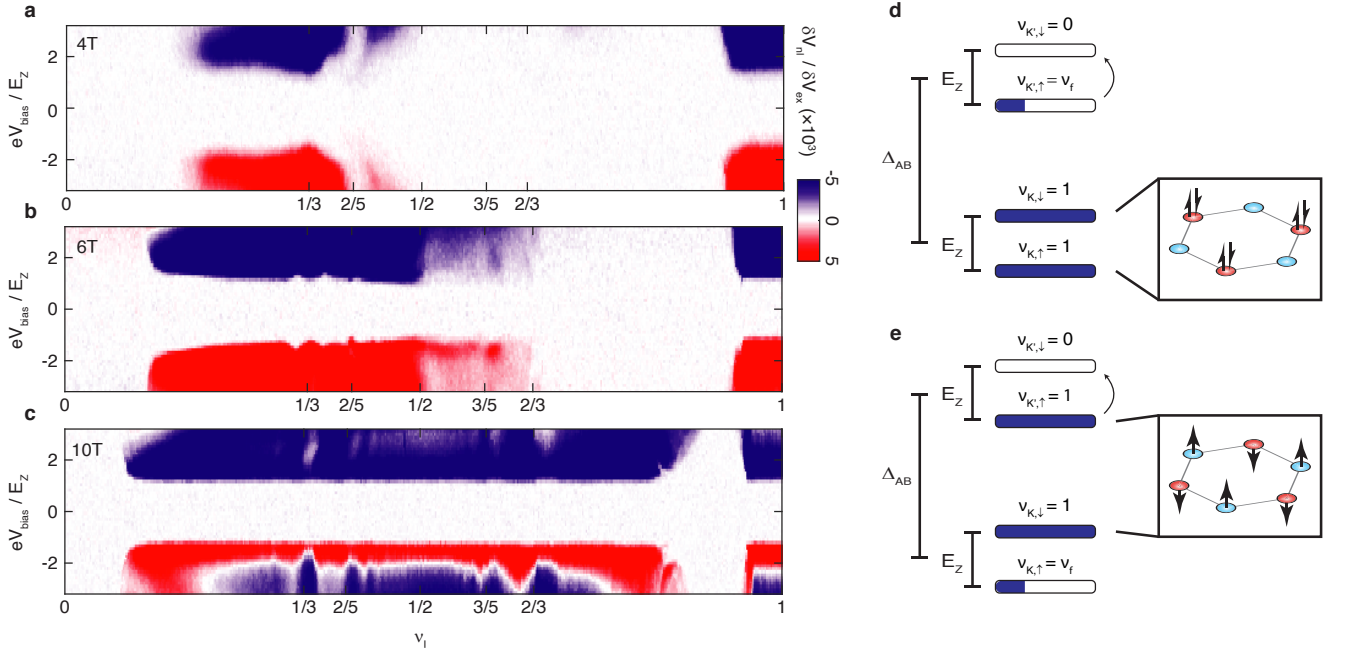 a
4T
eV_bias / E_Z
2
0
-2
0
1/3
2/5
1/2
3/5
2/3
1
δV_nl / δV_ex (×10³)
-5
0
5
b
6T
eV_bias / E_Z
2
0
-2
0
1/3
2/5
1/2
3/5
2/3
1
c
10T
eV_bias / E_Z
2
0
-2
0
1/3
2/5
1/2
3/5
2/3
1
ν_I
d
ν_K',↓ = 0
E_Z
ν_K',↑ = ν_f
Δ_AB
ν_K,↓ = 1
E_Z
ν_K,↑ = 1
e
ν_K',↓ = 0
E_Z
ν_K',↑ = 1
Δ_AB
ν_K,↓ = 1
E_Z
ν_K,↑ = ν_f